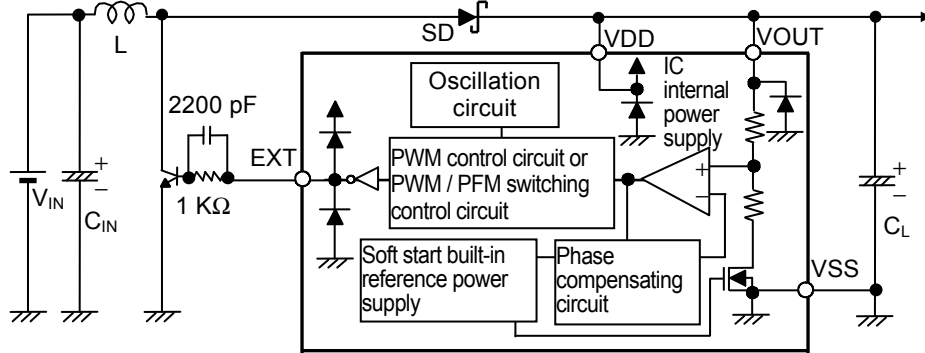 L
SD
VDD
VOUT
Oscillation
circuit
IC
internal
power
supply
2200 pF
EXT
PWM control circuit or
PWM / PFM switching
control circuit
+
−
+
−
+
−
VIN
CIN
1 KΩ
CL
Soft start built-in
reference power
supply
Phase
compensating
circuit
VSS